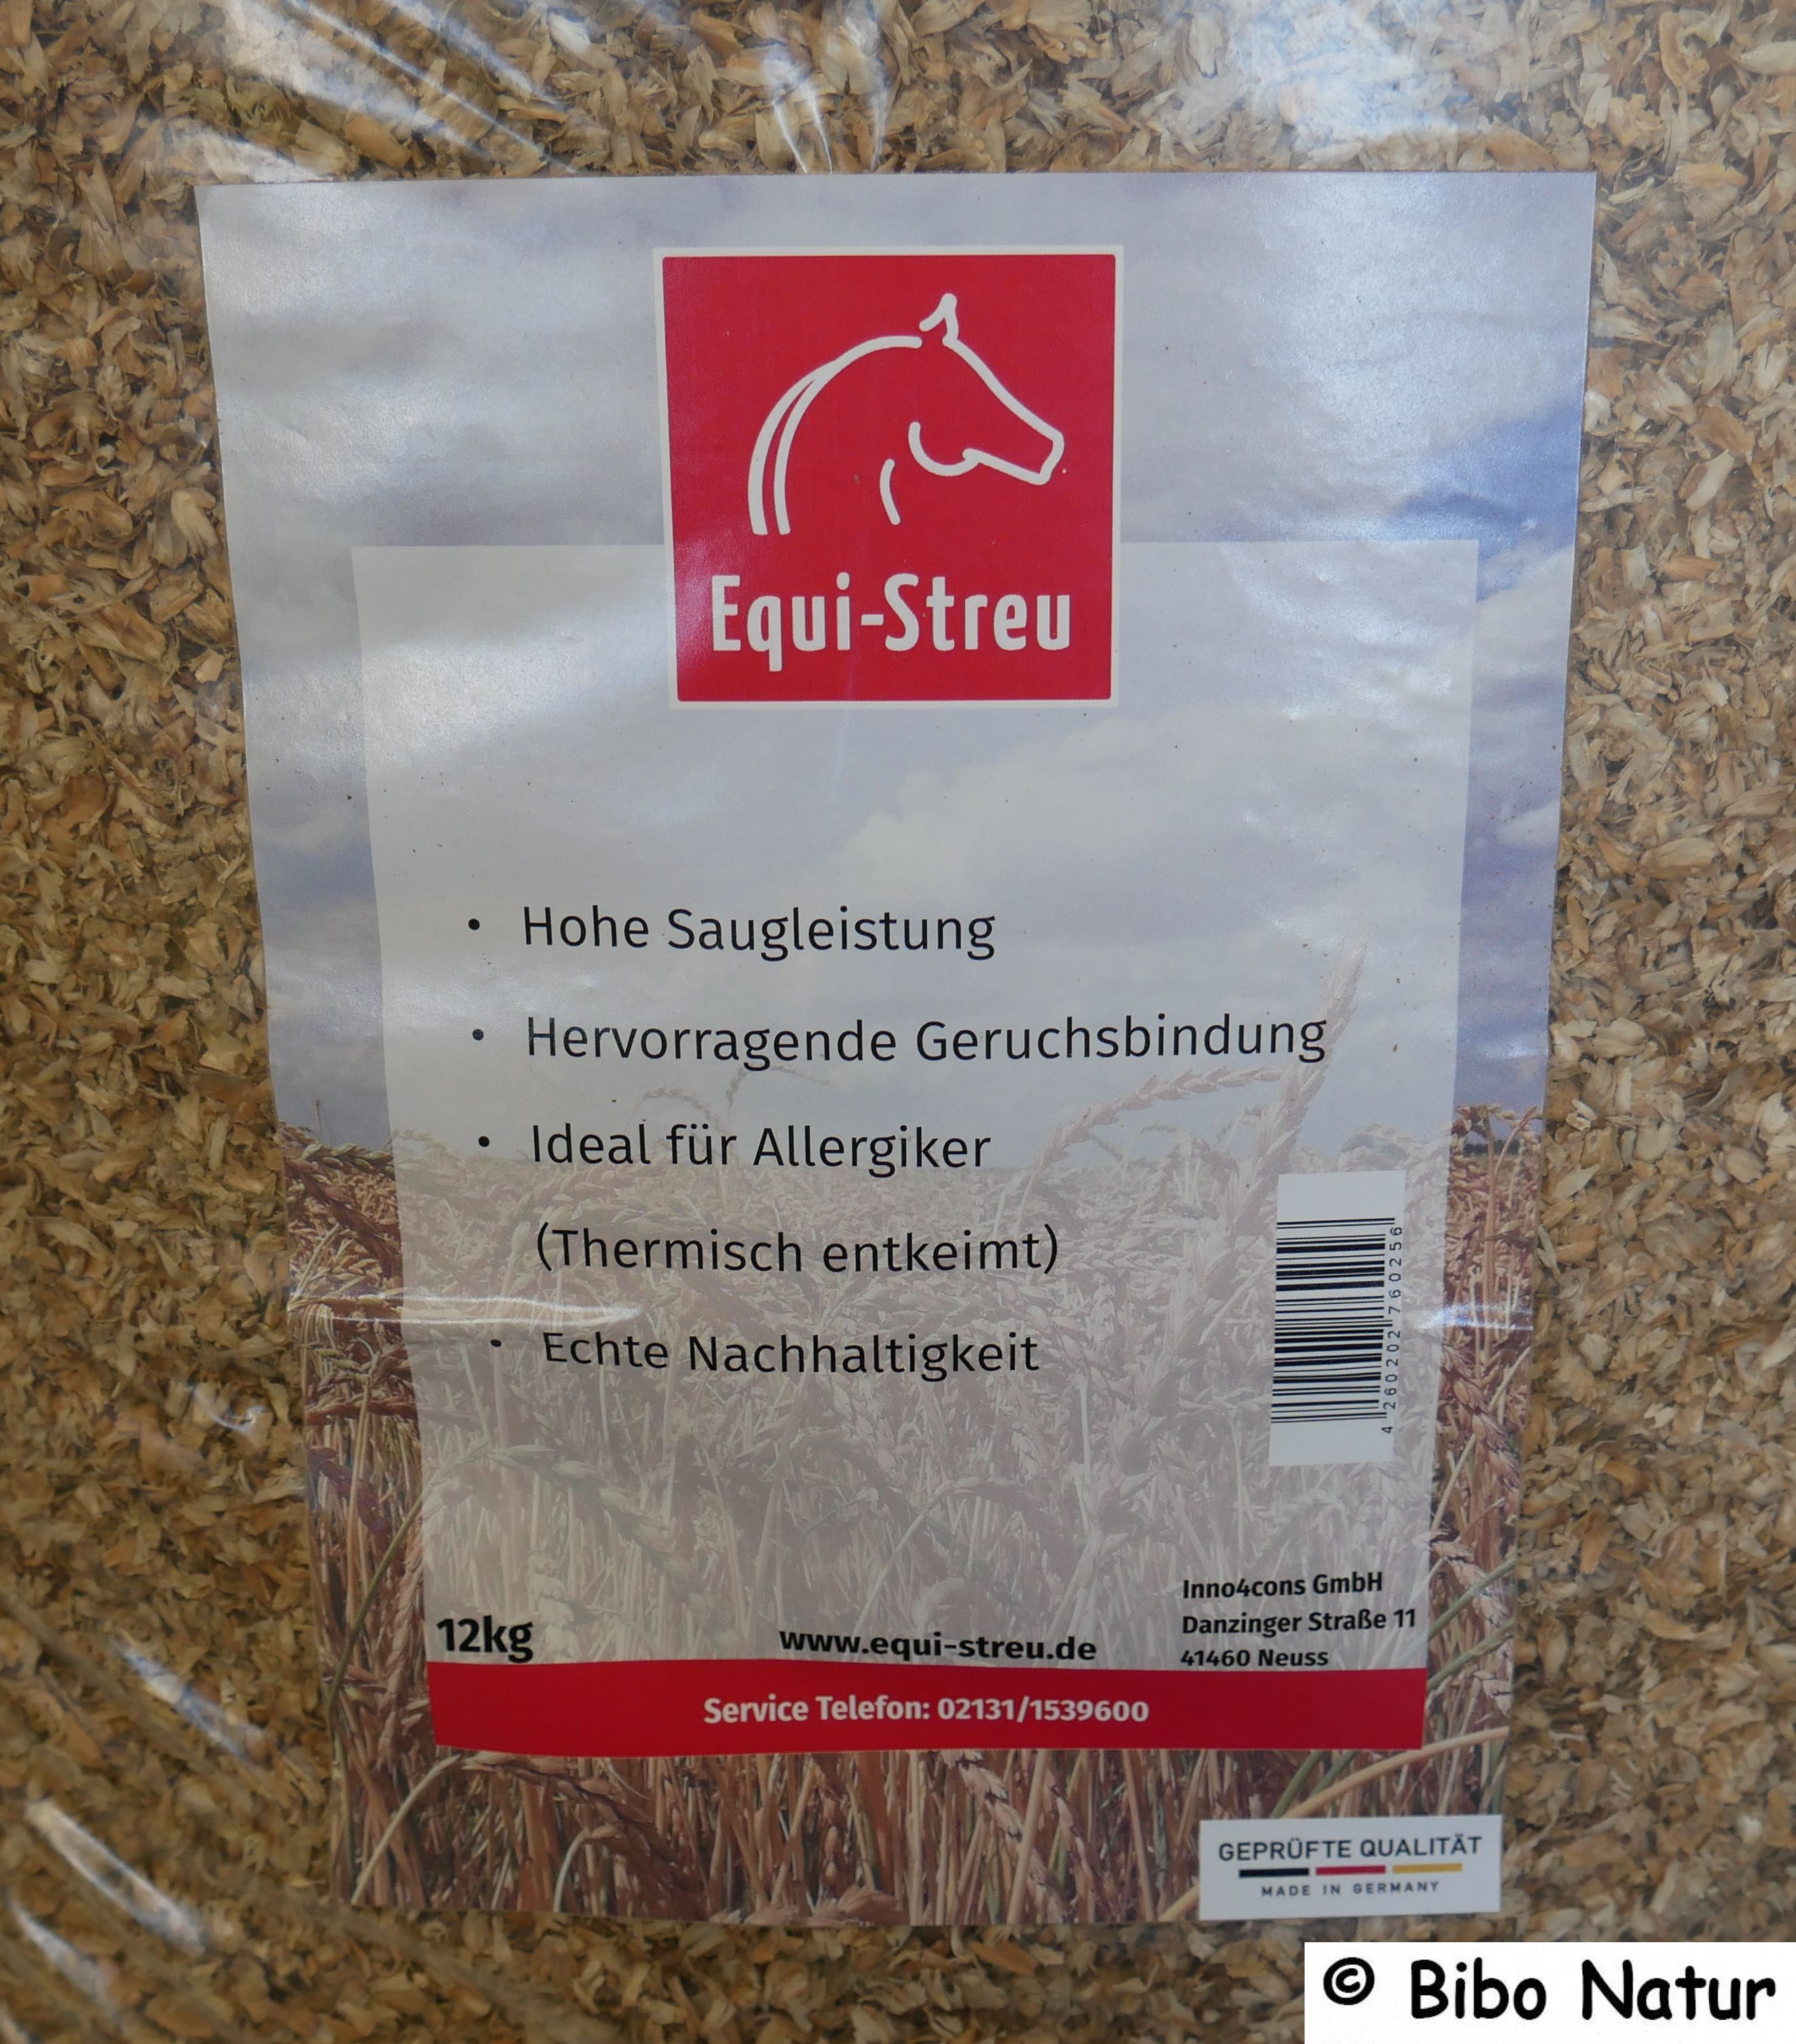 Equi-Streu
• Hohe Saugleistung
• Hervorragende Geruchsbindung
• Ideal für Allergiker
(Thermisch entkeimt)
• Echte Nachhaltigkeit
4 260202 760256
12kg
www.equi-streu.de
Inno4cons GmbH
Danzinger Straße 11
41460 Neuss
Service Telefon: 02131/1539600
GEPRÜFTE QUALITÄT
MADE IN GERMANY
© Bibo Natur